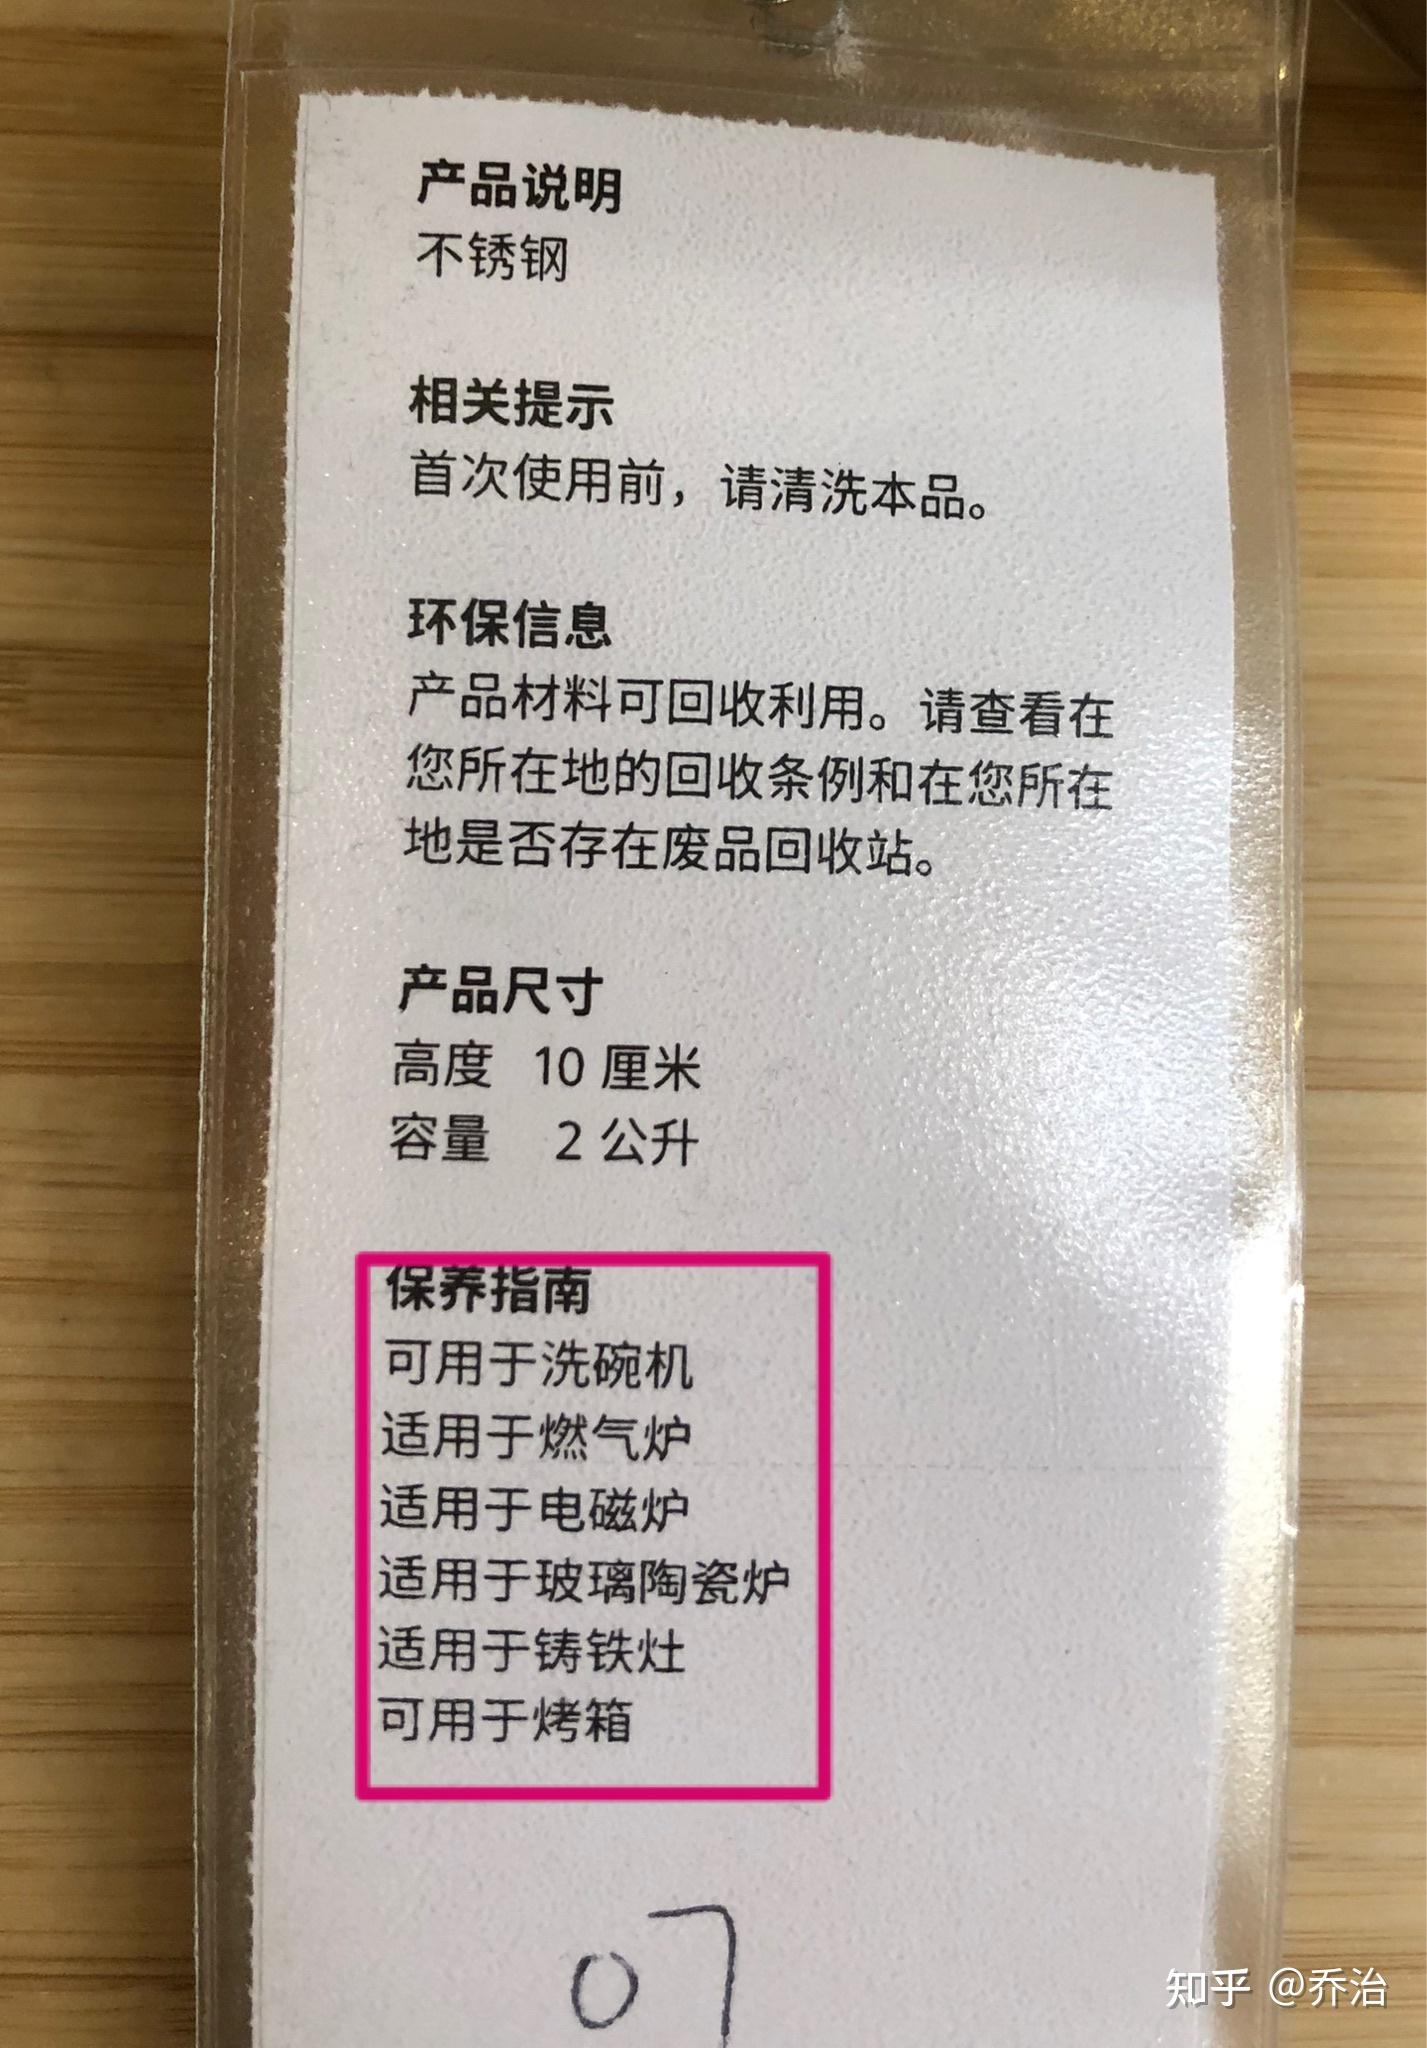 产品说明
不锈钢
相关提示
首次使用前，请清洗本品。
环保信息
产品材料可回收利用。请查看在
您所在地的回收条例和在您所在
地是否存在废品回收站。
产品尺寸
高度 10 厘米
容量 2 公升
保养指南
可用于洗碗机
适用于燃气炉
适用于电磁炉
适用于玻璃陶瓷炉
适用于铸铁灶
可用于烤箱
07
知乎 @乔治